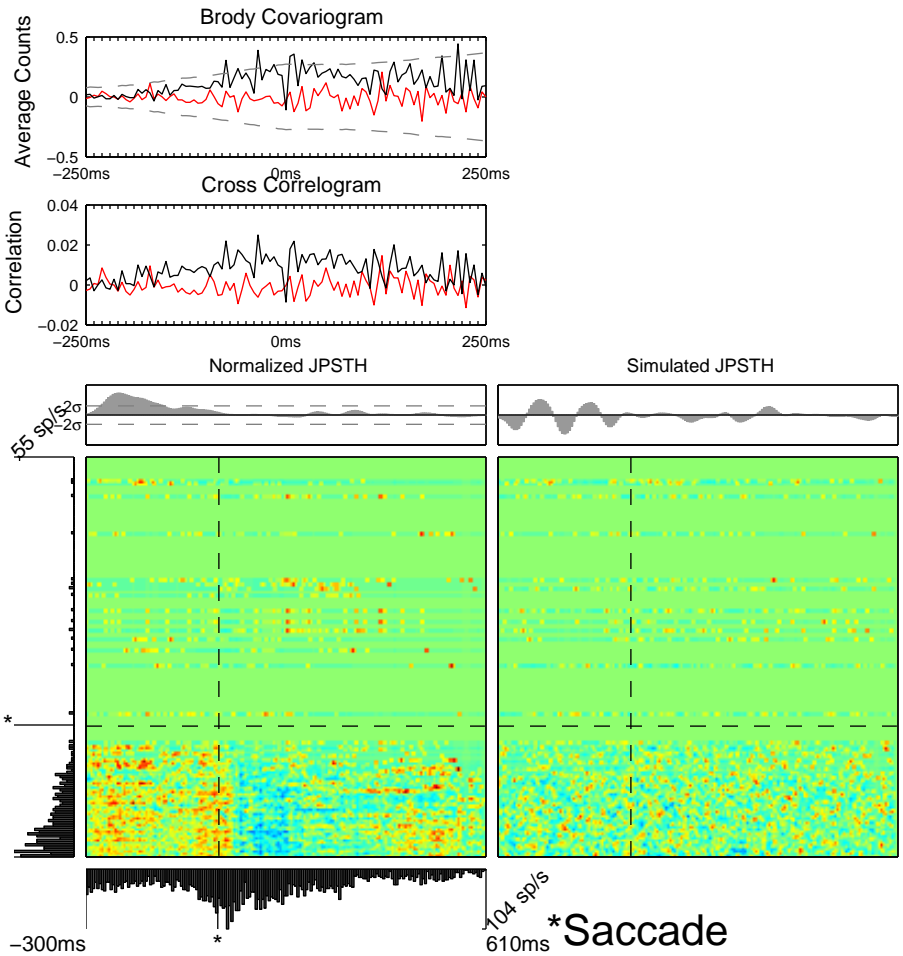 Brody Covariogram
Average Counts
0.5
0
−0.5
−250ms
0ms
250ms
Cross Correlogram
Correlation
0.04
0.02
0
−0.02
−250ms
0ms
250ms
Normalized JPSTH
Simulated JPSTH
2σ
−2σ
55 sp/s
*
*
104 sp/s
−300ms
610ms
*Saccade